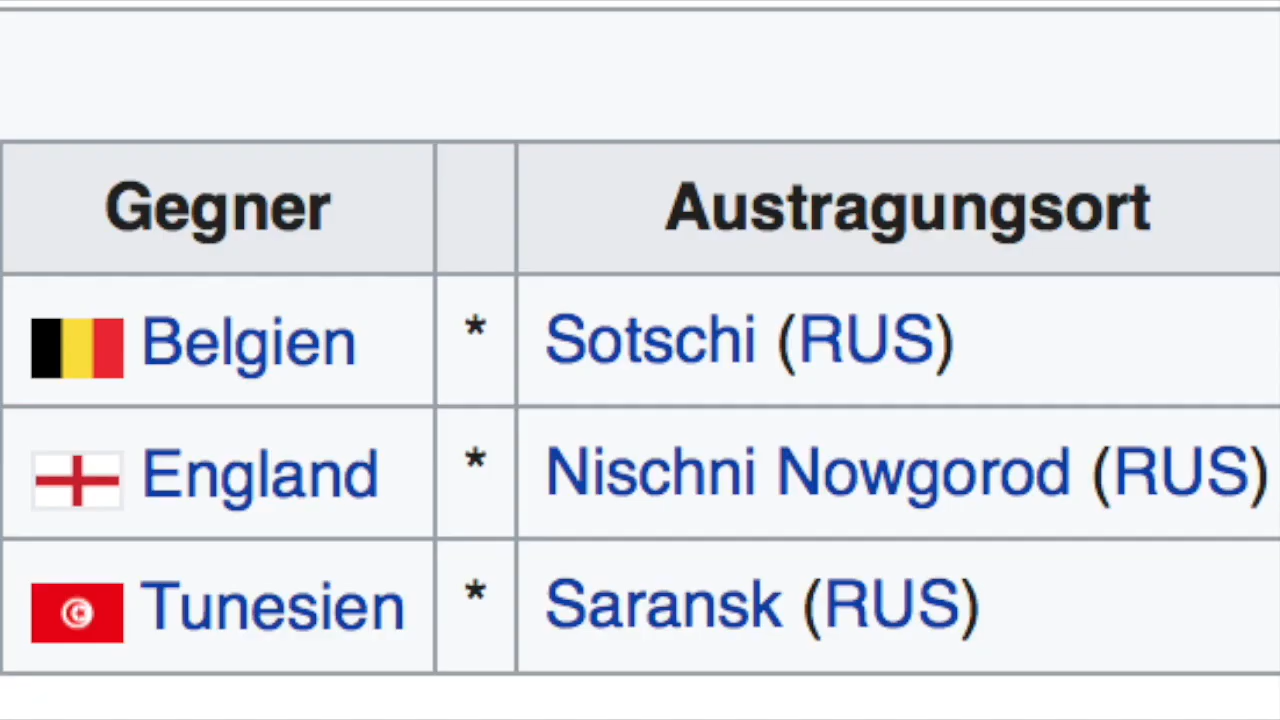 Gegner Austragungsort
Belgien * Sotschi (RUS)
England * Nischni Nowgorod (RUS)
Tunesien * Saransk (RUS)